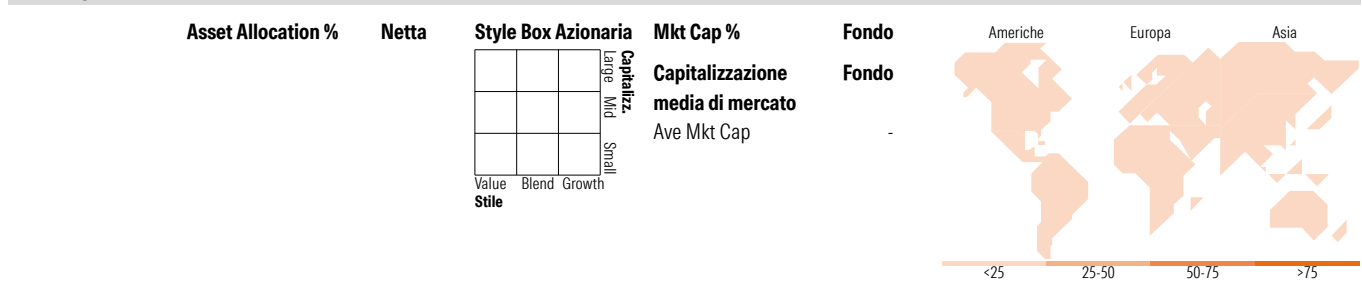 Asset Allocation % Netta
Style Box Azionaria
Large Mid Small
Capitalizz.
Value Blend Growth
Stile
Mkt Cap % Fondo
Capitalizzazione Fondo
media di mercato
Ave Mkt Cap -
Americhe Europa Asia
<25 25-50 50-75 >75